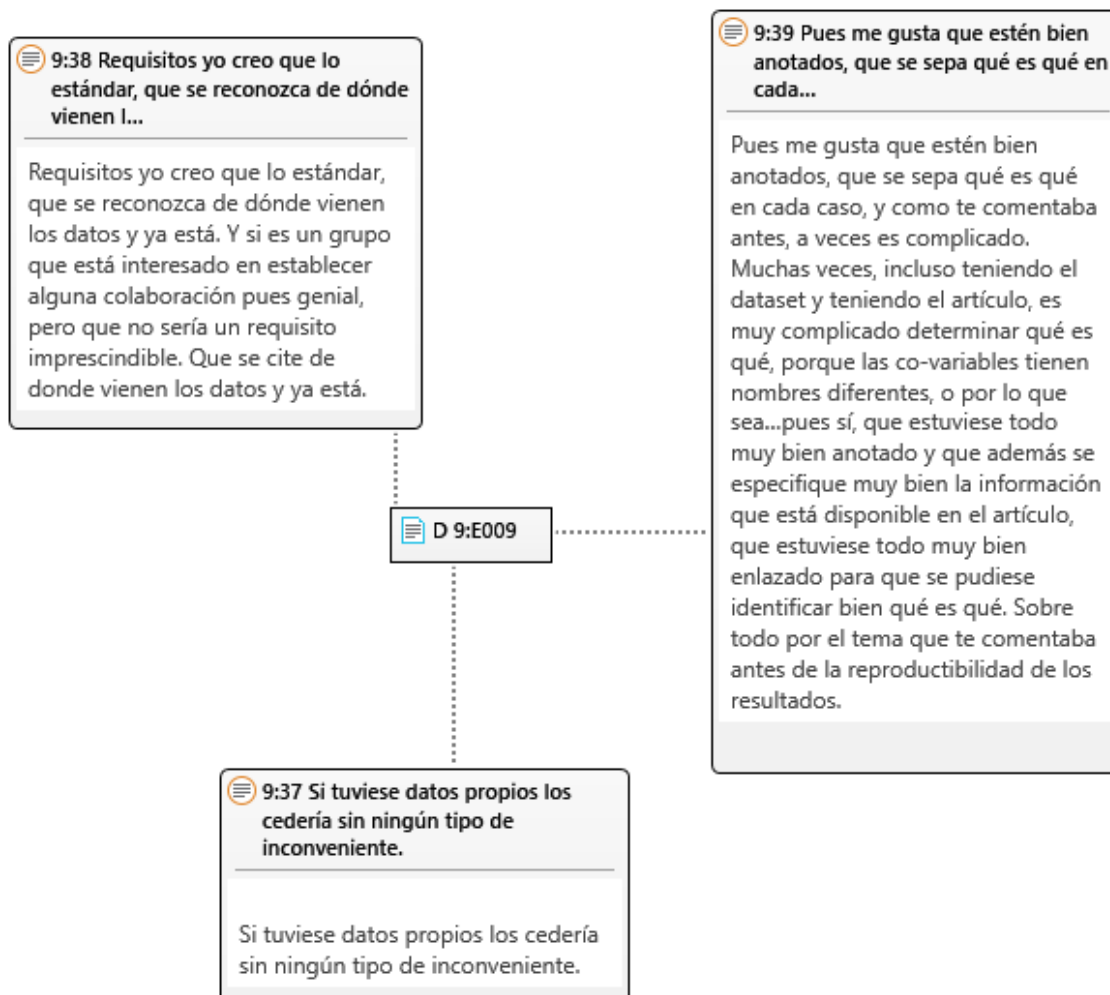 9:38 Requisitos yo creo que lo
estándar, que se reconozca de dónde
vienen l...
Requisitos yo creo que lo estándar,
que se reconozca de dónde vienen
los datos y ya está. Y si es un grupo
que está interesado en establecer
alguna colaboración pues genial,
pero que no sería un requisito
imprescindible. Que se cite de
donde vienen los datos y ya está.
9:39 Pues me gusta que estén bien
anotados, que se sepa qué es qué en
cada...
Pues me gusta que estén bien
anotados, que se sepa qué es qué
en cada caso, y como te comentaba
antes, a veces es complicado.
Muchas veces, incluso teniendo el
dataset y teniendo el artículo, es
muy complicado determinar qué es
qué, porque las co-variables tienen
nombres diferentes, o por lo que
sea...pues sí, que estuviese todo
muy bien anotado y que además se
especifique muy bien la información
que está disponible en el artículo,
que estuviese todo muy bien
enlazado para que se pudiese
identificar bien qué es qué. Sobre
todo por el tema que te comentaba
antes de la reproductibilidad de los
resultados.
D 9:E009
9:37 Si tuviese datos propios los
cedería sin ningún tipo de
inconveniente.
Si tuviese datos propios los cedería
sin ningún tipo de inconveniente.